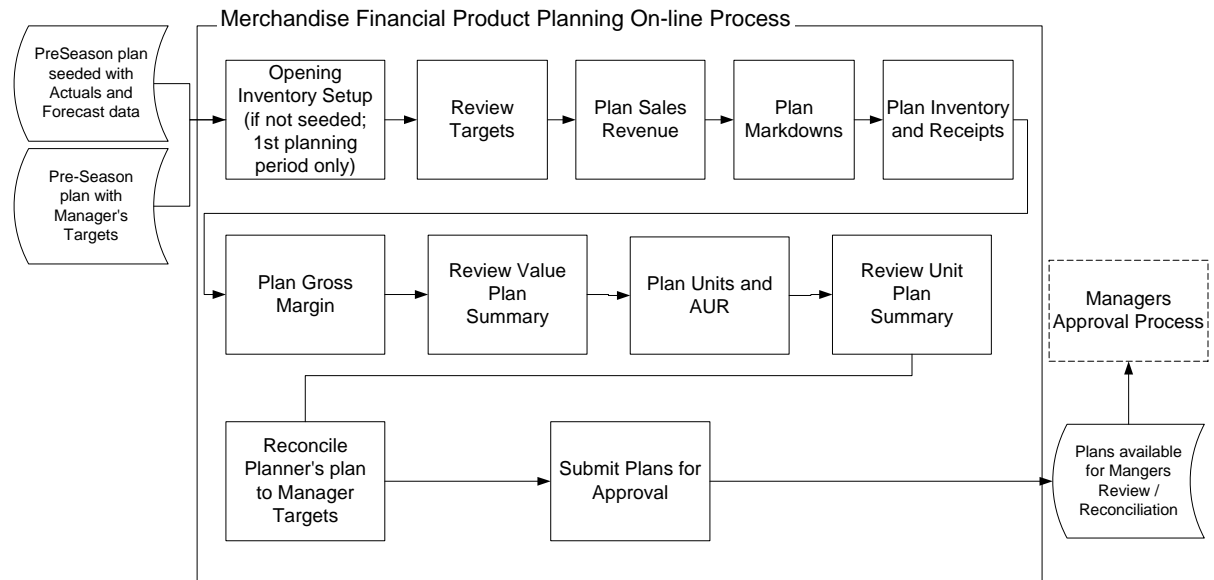 Merchandise Financial Product Planning On-line Process
PreSeason plan
seeded with
Actuals and
Forecast data
Pre-Season
plan with
Manager's
Targets
Opening
Inventory Setup
(if not seeded;
1st planning
period only)
Review
Targets
Plan Sales
Revenue
Plan
Markdowns
Plan Inventory
and Receipts
Plan Gross
Margin
Review Value
Plan
Summary
Plan Units and
AUR
Review Unit
Plan
Summary
Managers
Approval Process
Reconcile
Planner's plan
to Manager
Targets
Submit Plans for
Approval
Plans available
for Mangers
Review /
Reconciliation